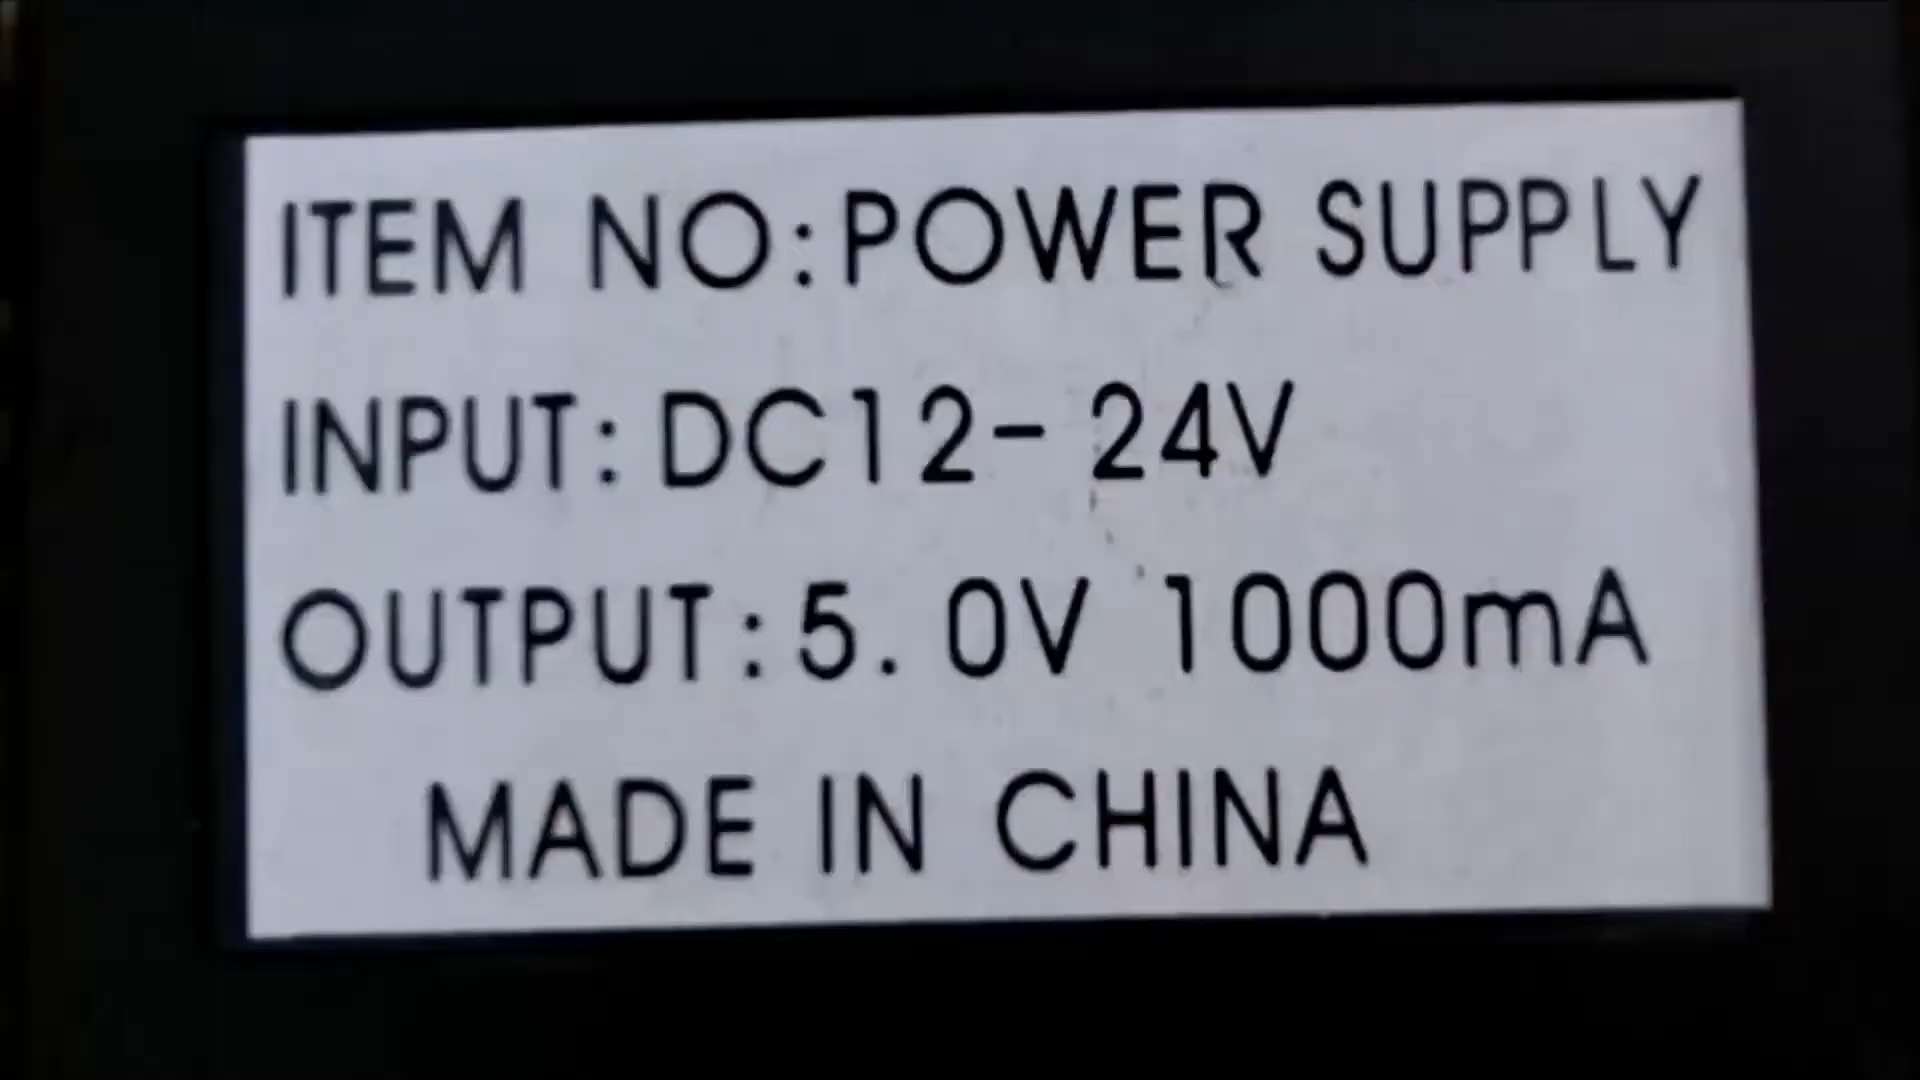 ITEM NO:POWER SUPPLY
INPUT: DC12- 24V
OUTPUT:5. 0V 1000mA
MADE IN CHINA